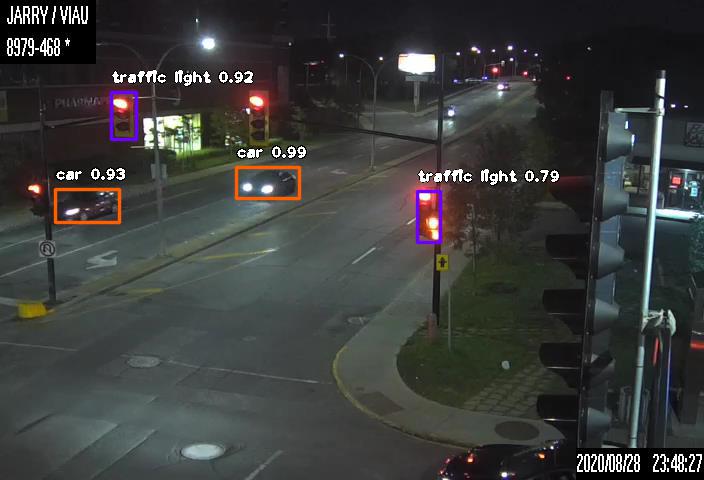 JARRY / VIAU
8979-468 *
traffic light 0.92
PHARMA
car 0.99
car 0.93
traffic light 0.79
2020/08/28 23:48:27